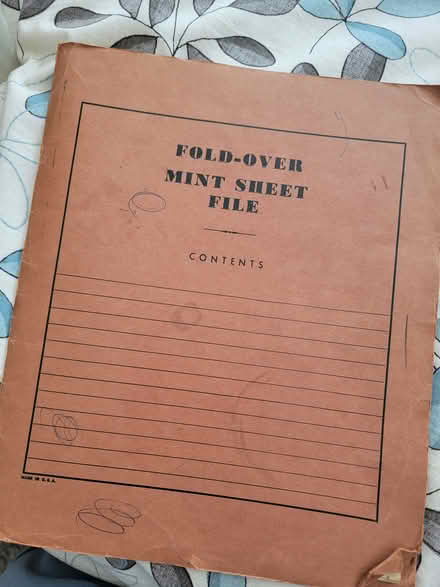 FOLD-OVER
MINT SHEET
FILE
CONTENTS
MADE IN U.S.A.